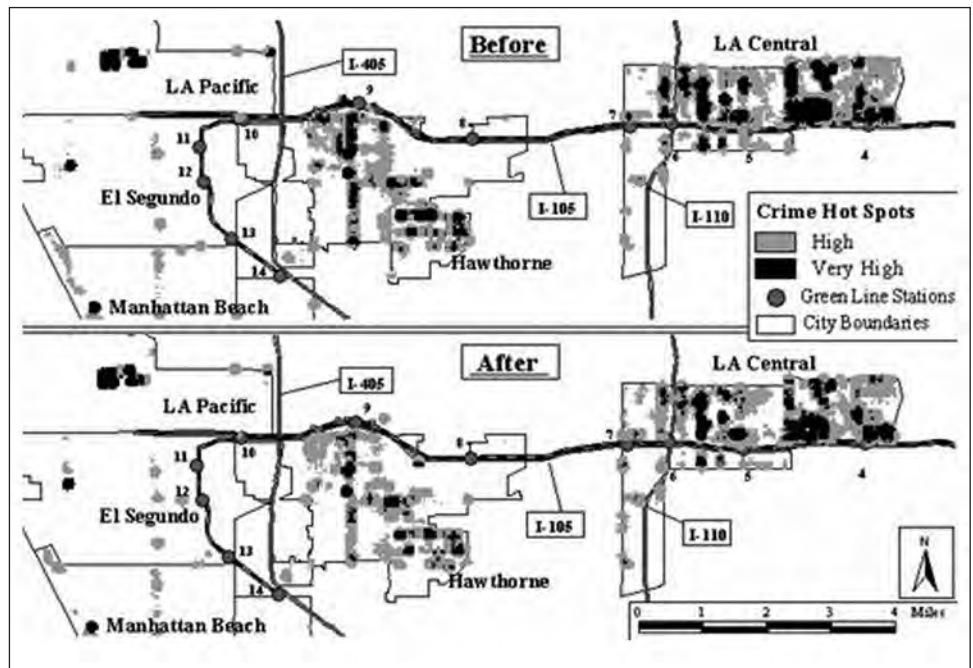 Before
LA Central
I-405
LA Pacific
9
10
8
7
11
12
El Segundo
6
5
4
I-105
I-110
13
14
Hawthorne
Manhattan Beach
Crime Hot Spots
High
Very High
Green Line Stations
City Boundaries
After
LA Central
I-405
LA Pacific
9
10
8
7
11
12
El Segundo
6
5
4
I-105
I-110
13
14
Hawthorne
Manhattan Beach
N
0 1 2 3 4 Miles